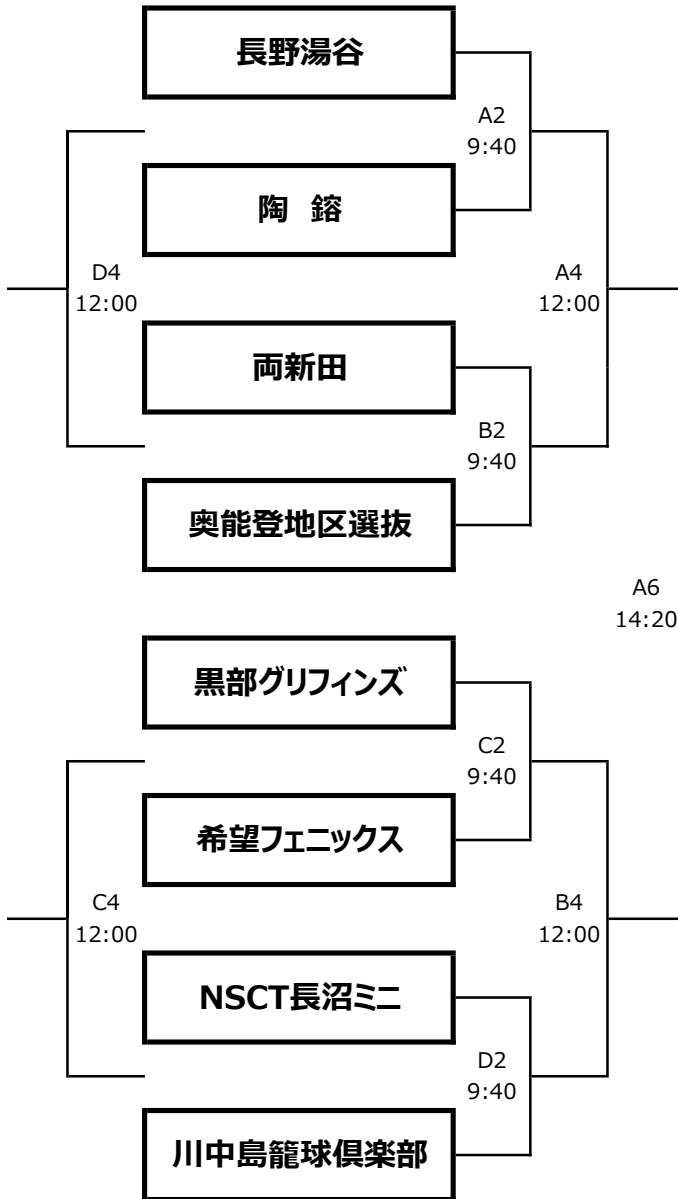 長野湯谷
A2
9:40
陶 鎔
D4
12:00
A4
12:00
両新田
B2
9:40
奥能登地区選抜
A6
14:20
黒部グリフィンズ
C2
9:40
希望フェニックス
C4
12:00
B4
12:00
NSCT長沼ミニ
D2
9:40
川中島籠球倶楽部